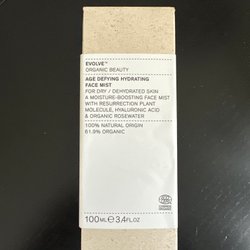 EVOLVE™
ORGANIC BEAUTY
AGE DEFYING HYDRATING
FACE MIST
FOR DRY / DEHYDRATED SKIN
A MOISTURE-BOOSTING FACE MIST
WITH RESURRECTION PLANT
MOLECULE, HYALURONIC ACID
& ORGANIC ROSEWATER
100% NATURAL ORIGIN
61.9% ORGANIC
100ML ℮ 3.4FL.OZ